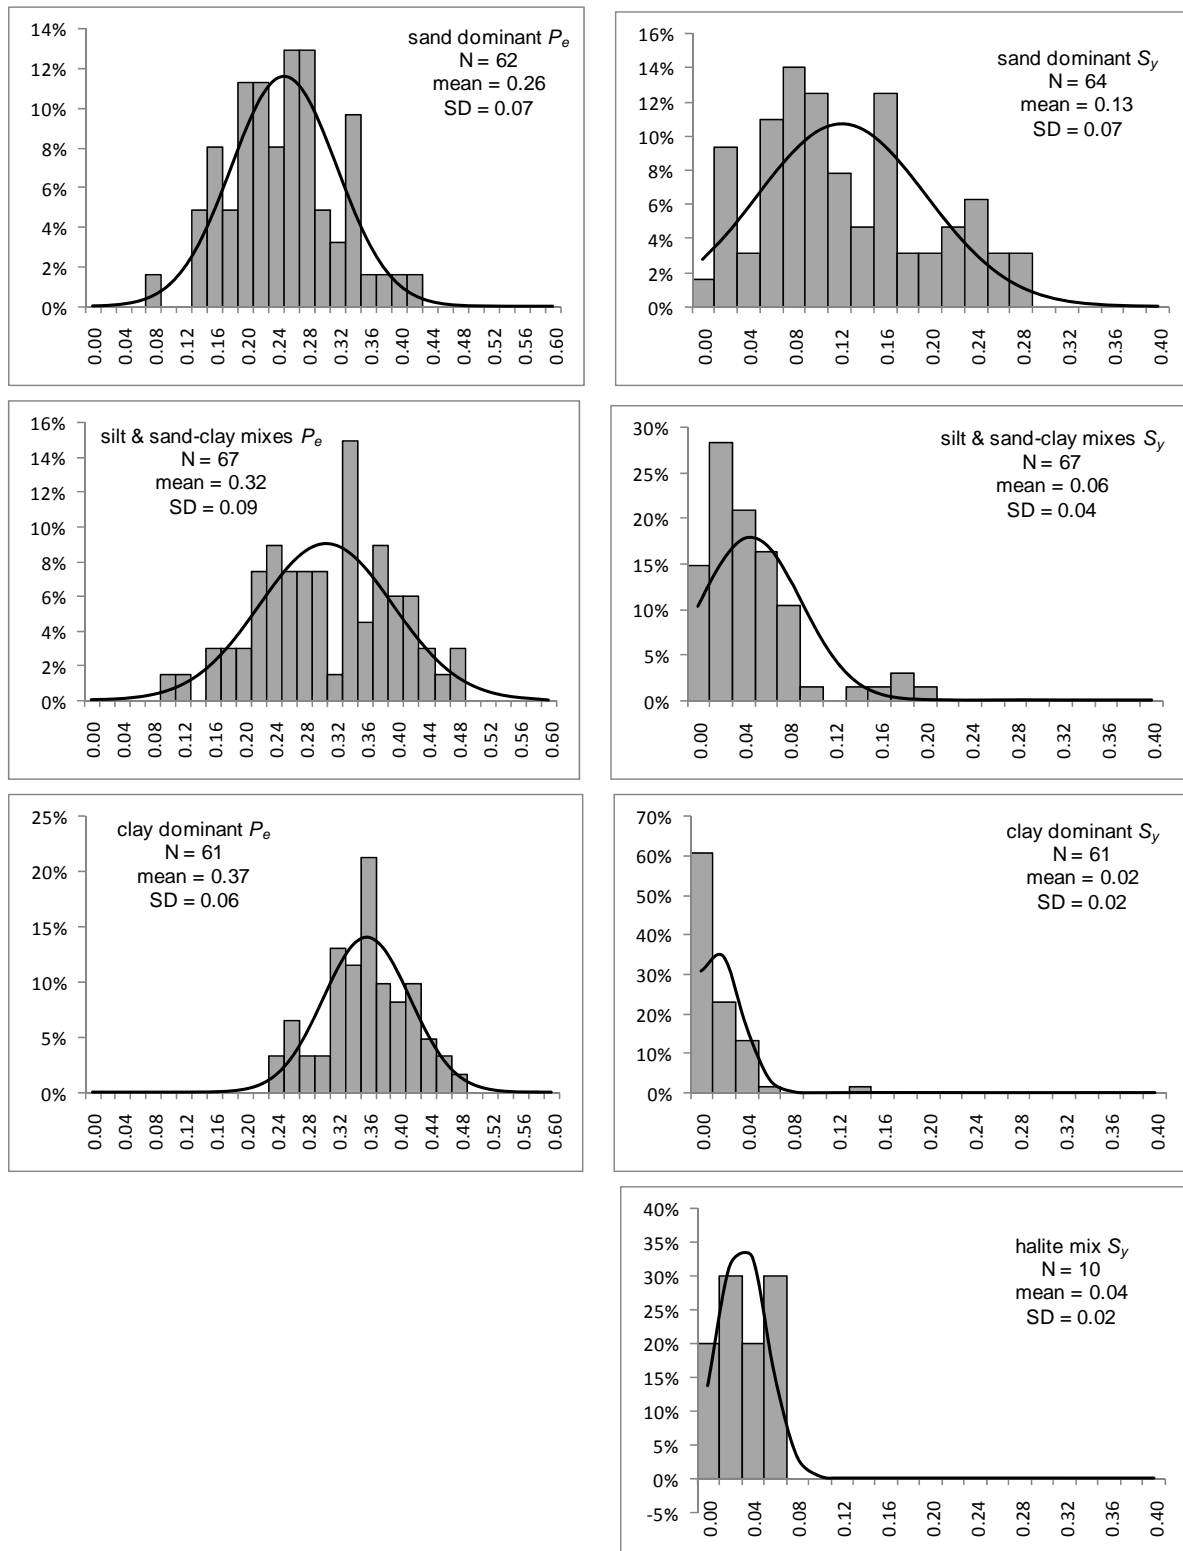 14%
12%
10%
8%
6%
4%
2%
0%
sand dominant Pe
N = 62
mean = 0.26
SD = 0.07
0.00 0.04 0.08 0.12 0.16 0.20 0.24 0.28 0.32 0.36 0.40 0.44 0.48 0.52 0.56 0.60
16%
14%
12%
10%
8%
6%
4%
2%
0%
sand dominant Sy
N = 64
mean = 0.13
SD = 0.07
0.00 0.04 0.08 0.12 0.16 0.20 0.24 0.28 0.32 0.36 0.40
16%
14%
12%
10%
8%
6%
4%
2%
0%
silt & sand-clay mixes Pe
N = 67
mean = 0.32
SD = 0.09
0.00 0.04 0.08 0.12 0.16 0.20 0.24 0.28 0.32 0.36 0.40 0.44 0.48 0.52 0.56 0.60
30%
25%
20%
15%
10%
5%
0%
silt & sand-clay mixes Sy
N = 67
mean = 0.06
SD = 0.04
0.00 0.04 0.08 0.12 0.16 0.20 0.24 0.28 0.32 0.36 0.40
25%
20%
15%
10%
5%
0%
clay dominant Pe
N = 61
mean = 0.37
SD = 0.06
0.00 0.04 0.08 0.12 0.16 0.20 0.24 0.28 0.32 0.36 0.40 0.44 0.48 0.52 0.56 0.60
70%
60%
50%
40%
30%
20%
10%
0%
clay dominant Sy
N = 61
mean = 0.02
SD = 0.02
0.00 0.04 0.08 0.12 0.16 0.20 0.24 0.28 0.32 0.36 0.40
40%
35%
30%
25%
20%
15%
10%
5%
0%
-5%
halite mix Sy
N = 10
mean = 0.04
SD = 0.02
0.00 0.04 0.08 0.12 0.16 0.20 0.24 0.28 0.32 0.36 0.40